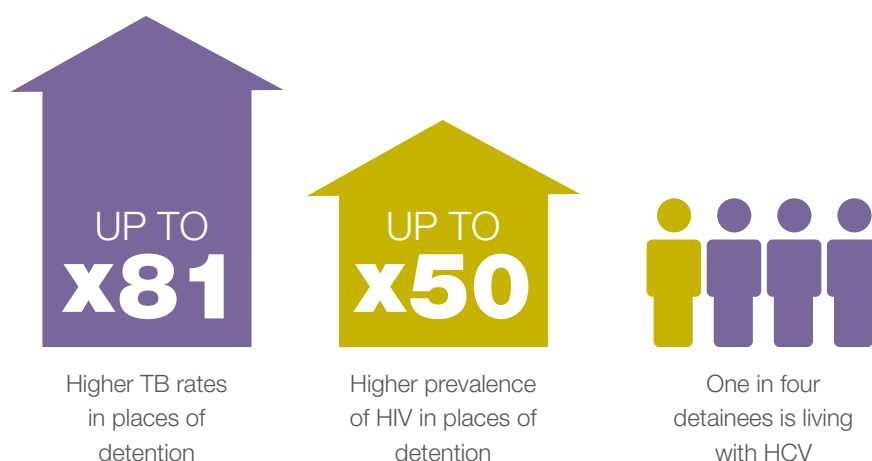 UP TO
x81
Higher TB rates
in places of
detention
UP TO
x50
Higher prevalence
of HIV in places of
detention
One in four
detainees is living
with HCV